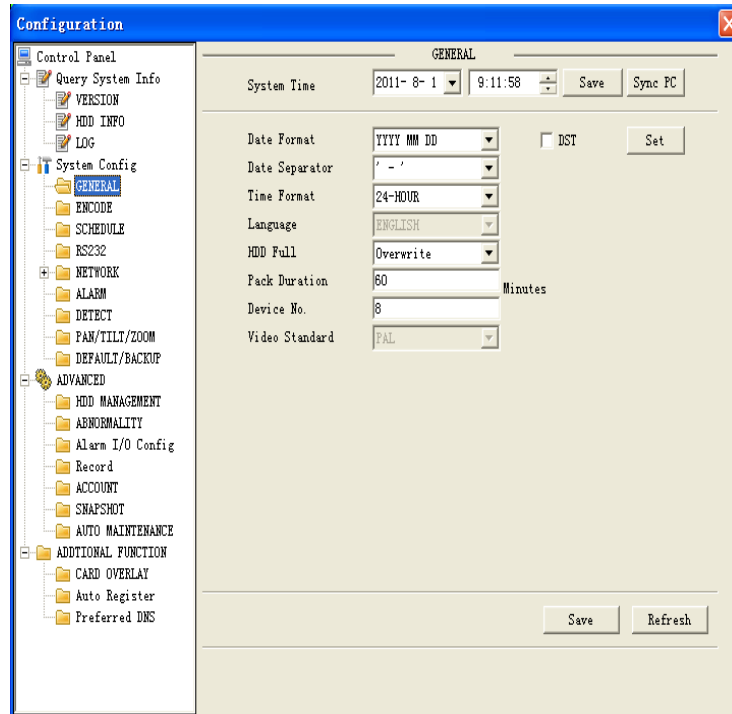 Configuration
Control Panel
Query System Info
VERSION
HDD INFO
LOG
System Config
GENERAL
ENCODE
SCHEDULE
RS232
NETWORK
ALARM
DETECT
PAN/TILT/ZOOM
DEFAULT/BACKUP
ADVANCED
HDD MANAGEMENT
ABNORMALITY
Alarm I/O Config
Record
ACCOUNT
SNAPSHOT
AUTO MAINTENANCE
ADDTIONAL FUNCTION
CARD OVERLAY
Auto Register
Preferred DNS
GENERAL
System Time 2011- 8- 1 9:11:58 Save Sync PC
Date Format YYYY MM DD DST Set
Date Separator ' - '
Time Format 24-HOUR
Language ENGLISH
HDD Full Overwrite
Pack Duration 60 Minutes
Device No. 8
Video Standard PAL
Save Refresh